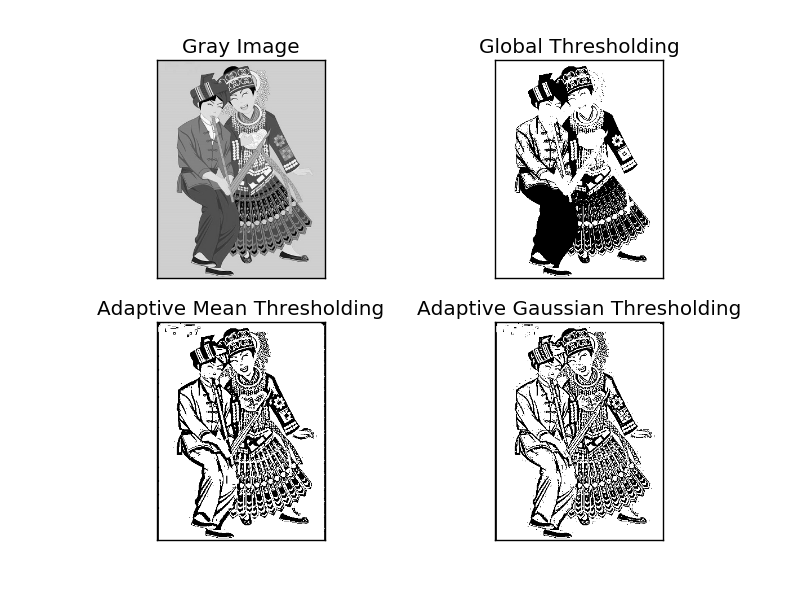 Gray Image
Global Thresholding
Adaptive Mean Thresholding
Adaptive Gaussian Thresholding